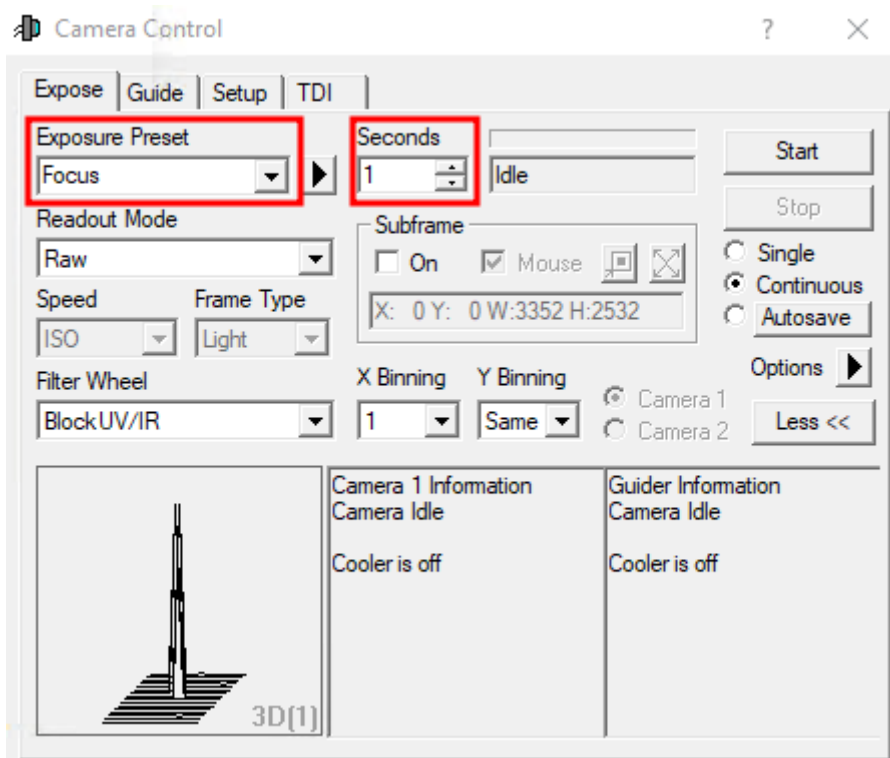 Camera Control
Expose Guide Setup TDI
Exposure Preset
Focus
Seconds
1
Idle
Start
Stop
Readout Mode
Raw
Subframe
On Mouse
X: 0 Y: 0 W:3352 H:2532
Single
Continuous
Autosave
Speed Frame Type
ISO Light
Filter Wheel
BlockUV/IR
X Binning Y Binning
1 Same
Camera 1
Camera 2
Options
Less <<
3D(1)
Camera 1 Information
Camera Idle
Cooler is off
Guider Information
Camera Idle
Cooler is off